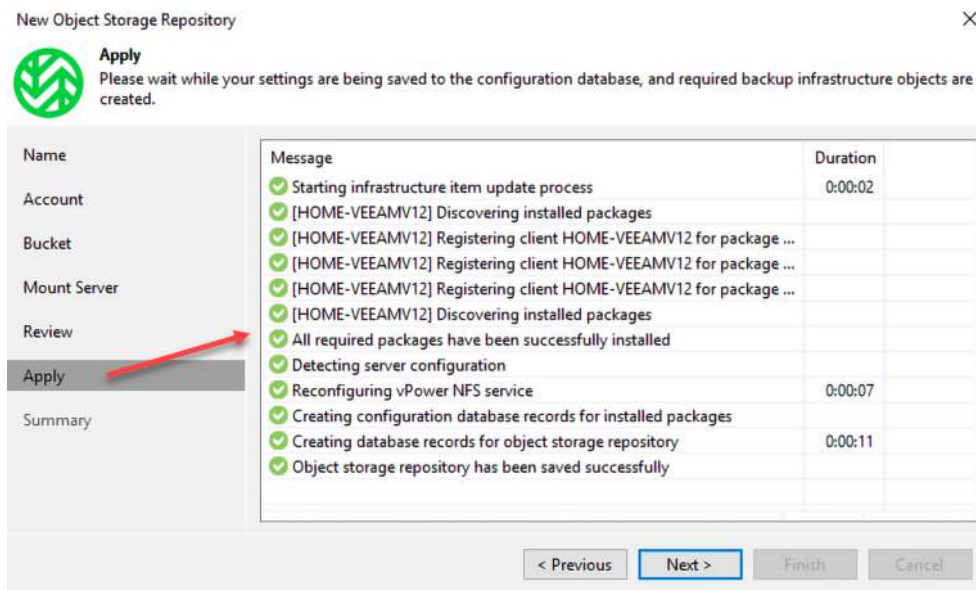 New Object Storage Repository
Apply
Please wait while your settings are being saved to the configuration database, and required backup infrastructure objects are
created.
Name
Account
Bucket
Mount Server
Review
Apply
Summary
Message Duration
Starting infrastructure item update process 0:00:02
[HOME-VEEAMV12] Discovering installed packages
[HOME-VEEAMV12] Registering client HOME-VEEAMV12 for package ...
[HOME-VEEAMV12] Registering client HOME-VEEAMV12 for package ...
[HOME-VEEAMV12] Registering client HOME-VEEAMV12 for package ...
[HOME-VEEAMV12] Discovering installed packages
All required packages have been successfully installed
Detecting server configuration
Reconfiguring vPower NFS service 0:00:07
Creating configuration database records for installed packages
Creating database records for object storage repository 0:00:11
Object storage repository has been saved successfully
< Previous Next > Finish Cancel